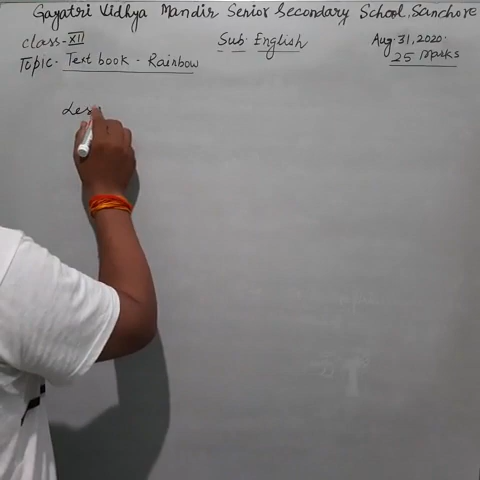 Gayatri Vidhya Mandir Senior Secondary School, Sanchore
Class-XII Sub. English Aug. 31, 2020.
Topic- Text book - Rainbow 25 Marks
Les